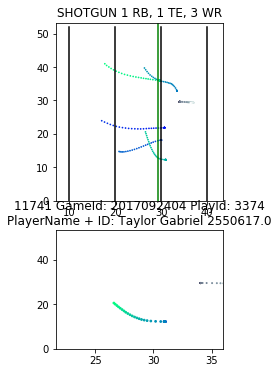 SHOTGUN 1 RB, 1 TE, 3 WR
50
40
30
20
10
0
10 20 30 40
11741 GameId: 2017092404 PlayId: 3374
PlayerName + ID: Taylor Gabriel 2550617.0
40
20
0
25 30 35